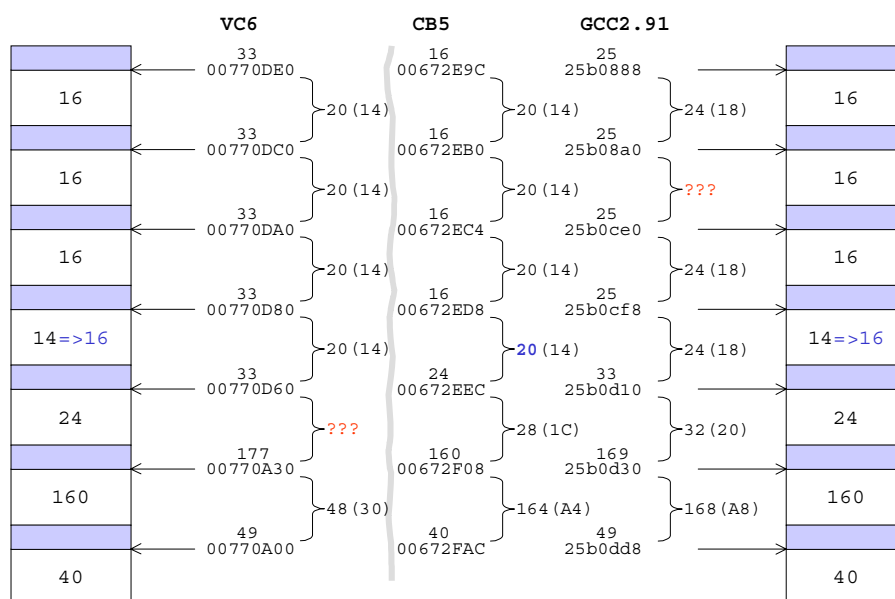 VC6 CB5 GCC2.91
33 16 25
00770DE0 00672E9C 25b0888
16 20(14) 20(14) 24(18) 16
33 16 25
00770DC0 00672EB0 25b08a0
16 20(14) 20(14) ??? 16
33 16 25
00770DA0 00672EC4 25b0ce0
16 20(14) 20(14) 24(18) 16
33 16 25
00770D80 00672ED8 25b0cf8
14=>16 20(14) 20(14) 24(18) 14=>16
33 24 33
00770D60 00672EEC 25b0d10
24 ??? 28(1C) 32(20) 24
177 160 169
00770A30 00672F08 25b0d30
160 48(30) 164(A4) 168(A8) 160
49 40 49
00770A00 00672FAC 25b0dd8
40 40